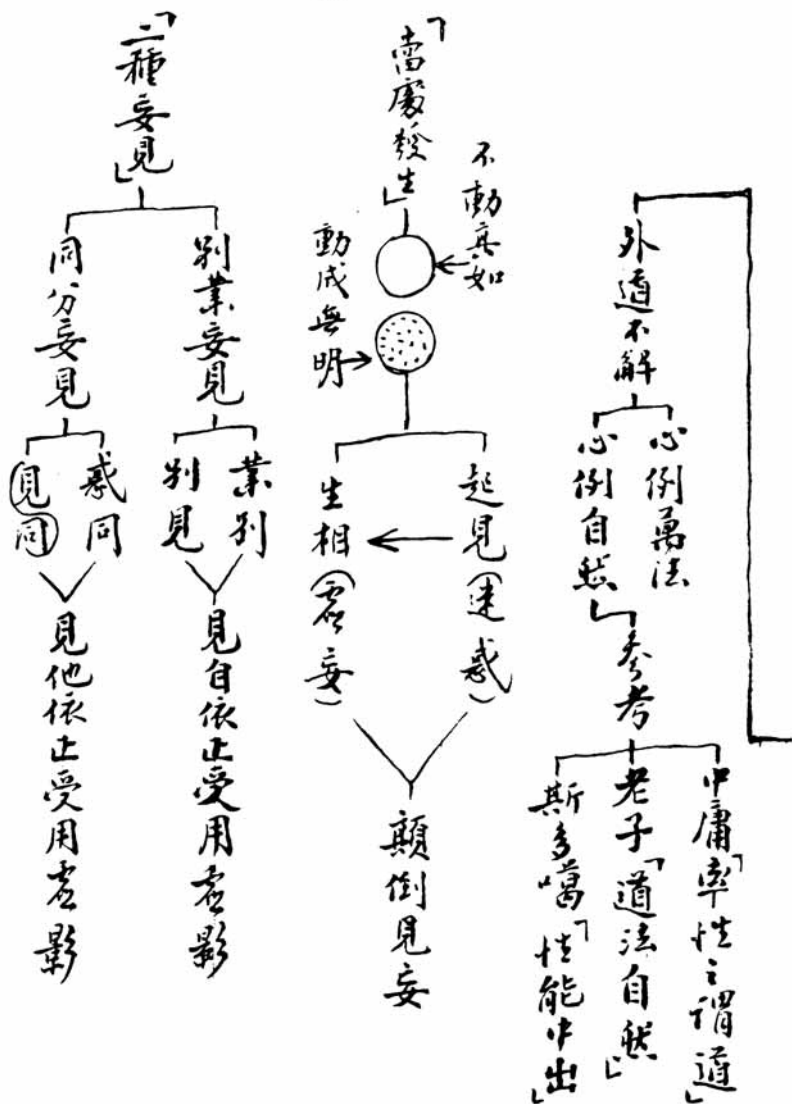 外道不解
心例萬法
心例自然」
參考
中庸「率性之謂道」
老子「道法自然」
斯多噶「性能中出」
「當處發生」
不動真如
動成無明
起見(迷惑)
生相(虛妄)
顛倒見妄
「二種妄見」
別業妄見
業別
別見
見自依止受用虛影
同分妄見
惑同
見同
見他依止受用虛影